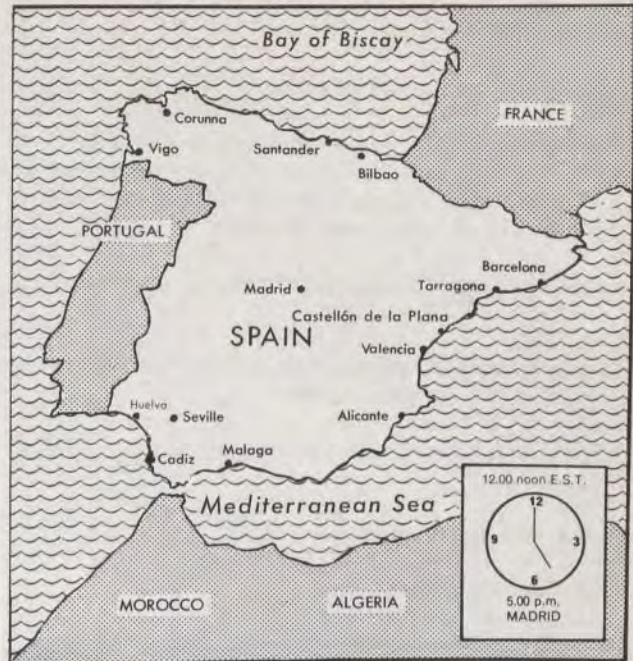 Bay of Biscay
Corunna
FRANCE
Vigo
Santander
Bilbao
PORTUGAL
Barcelona
Madrid
Tarragona
Castellón de la Plana
SPAIN
Valencia
Huelva
Seville
Alicante
Cadiz
Malaga
Mediterranean Sea
MOROCCO
ALGERIA
12.00 noon E.S.T.
12
9
3
6
5.00 p.m.
MADRID